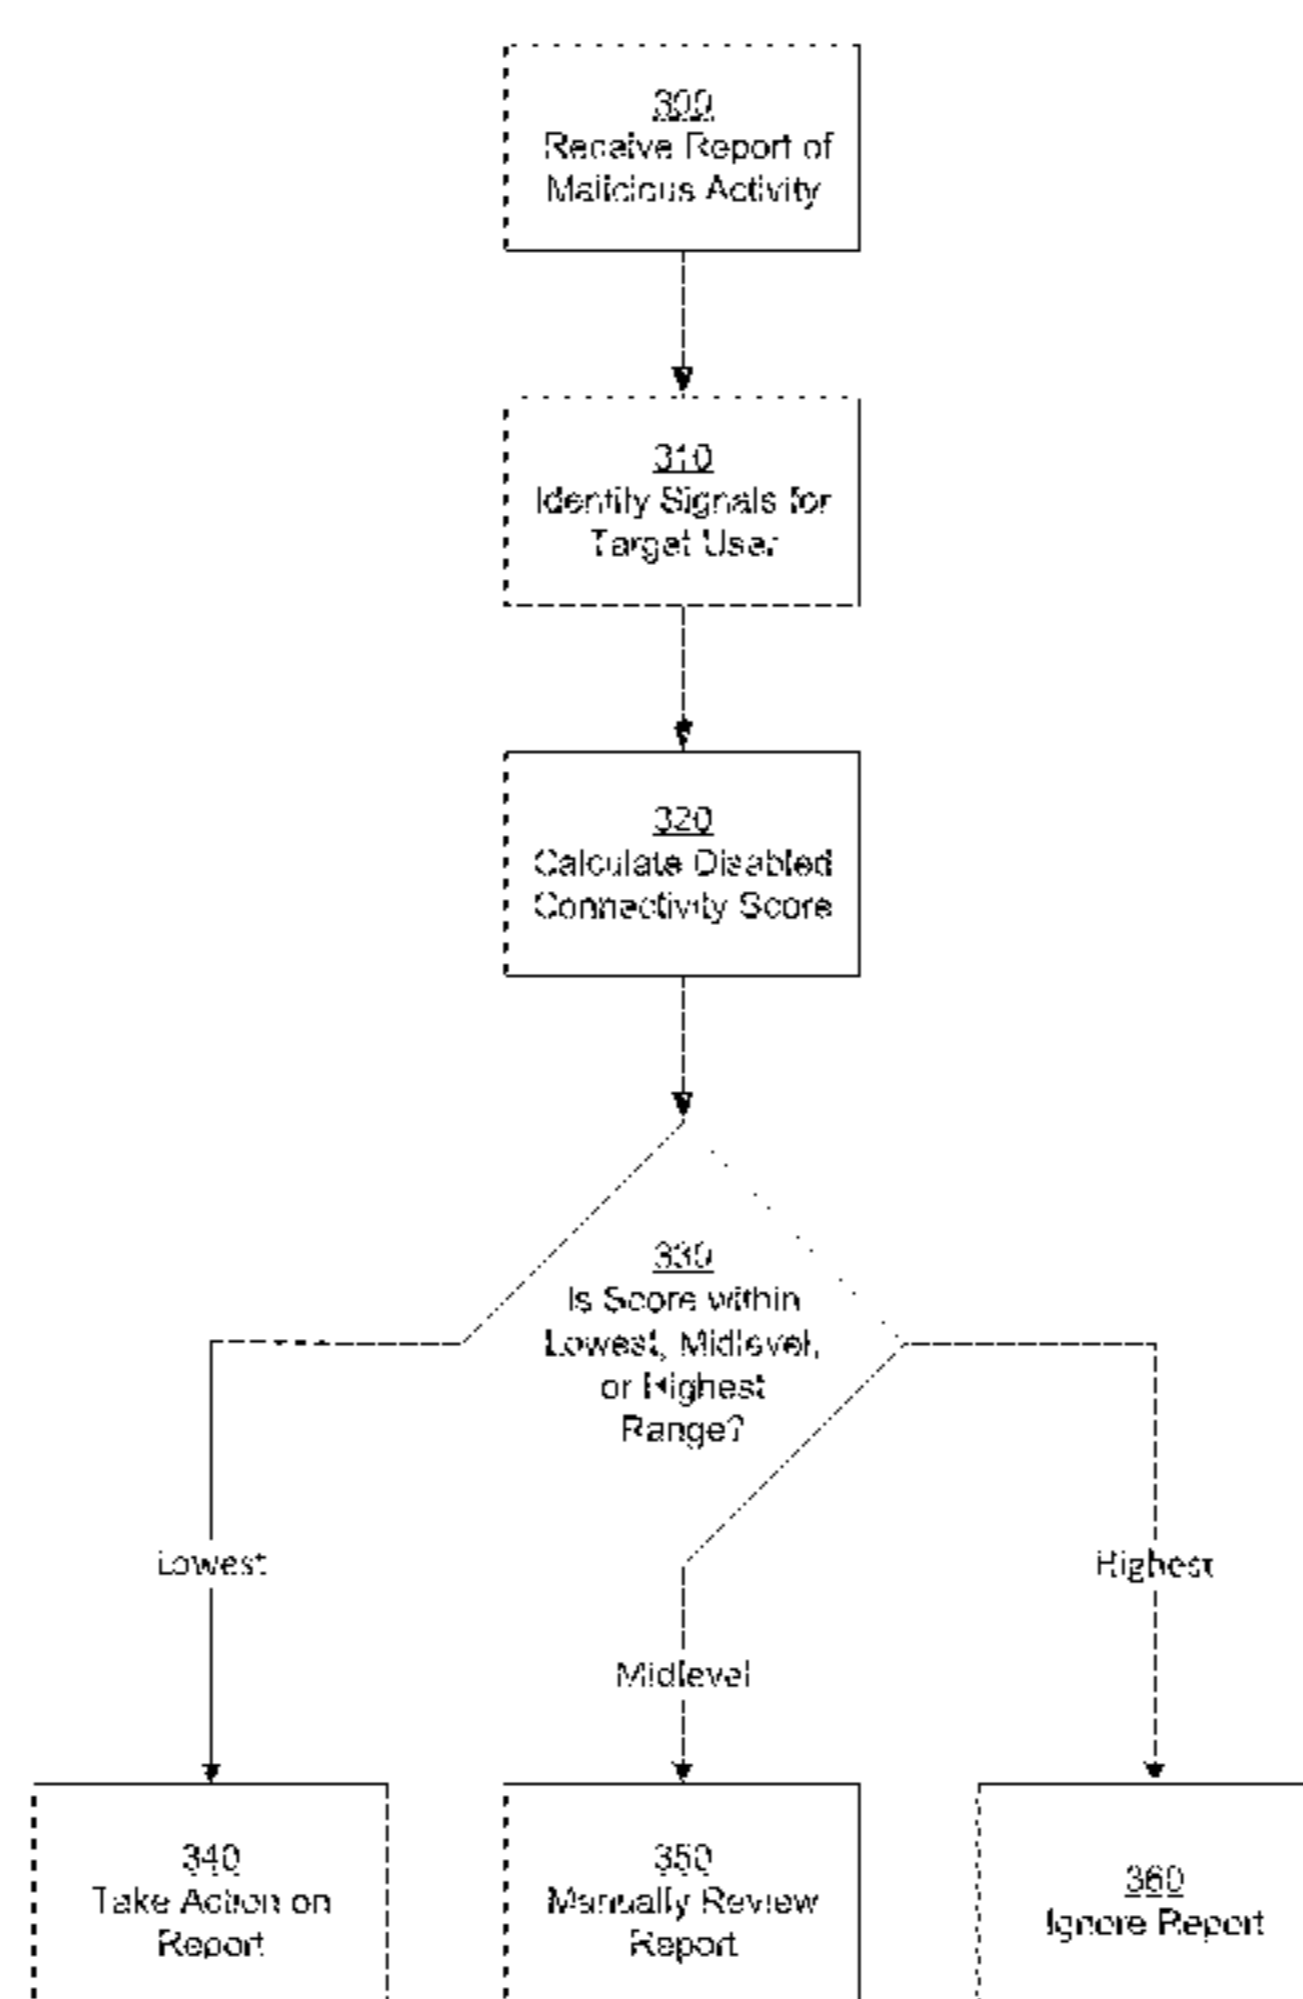 300
Receive Report of
Malicious Activity
310
Identify Signals for
Target User
320
Calculate Disabled
Connectivity Score
330
Is Score within
Lowest, Midlevel,
or Highest
Range?
Lowest
Highest
Midlevel
340
Take Action on
Report
350
Manually Review
Report
360
Ignore Report